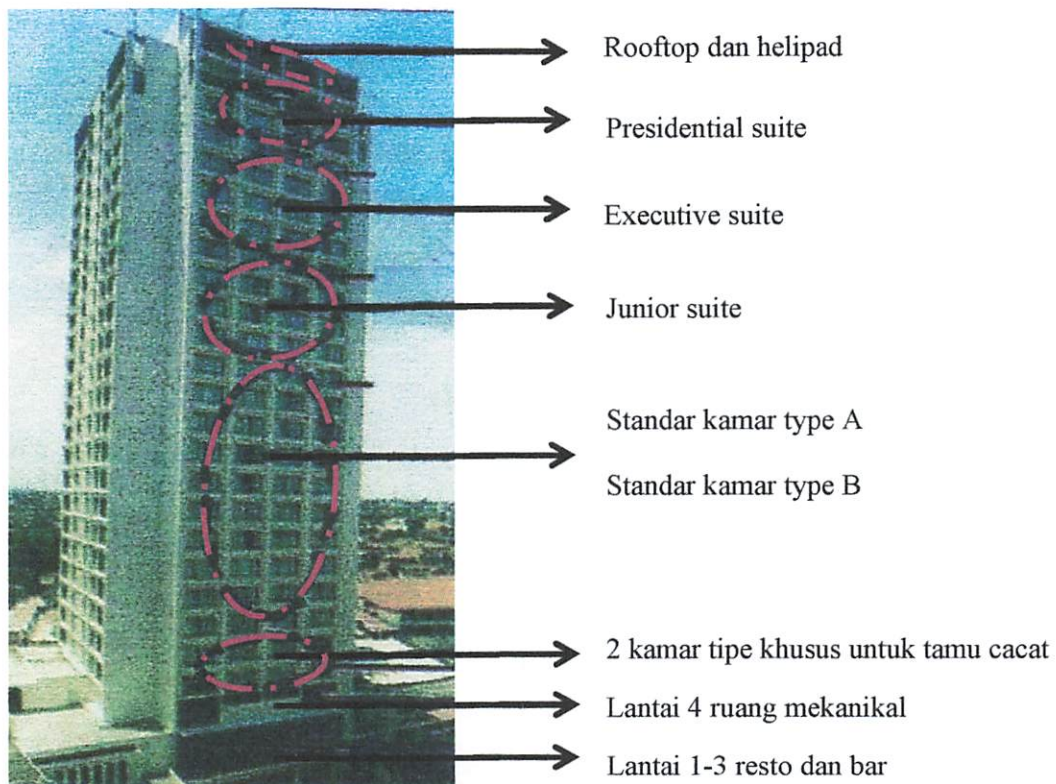 Rooftop dan helipad
Presidential suite
Executive suite
Junior suite
Standar kamar type A
Standar kamar type B
2 kamar tipe khusus untuk tamu cacat
Lantai 4 ruang mekanikal
Lantai 1-3 resto dan bar